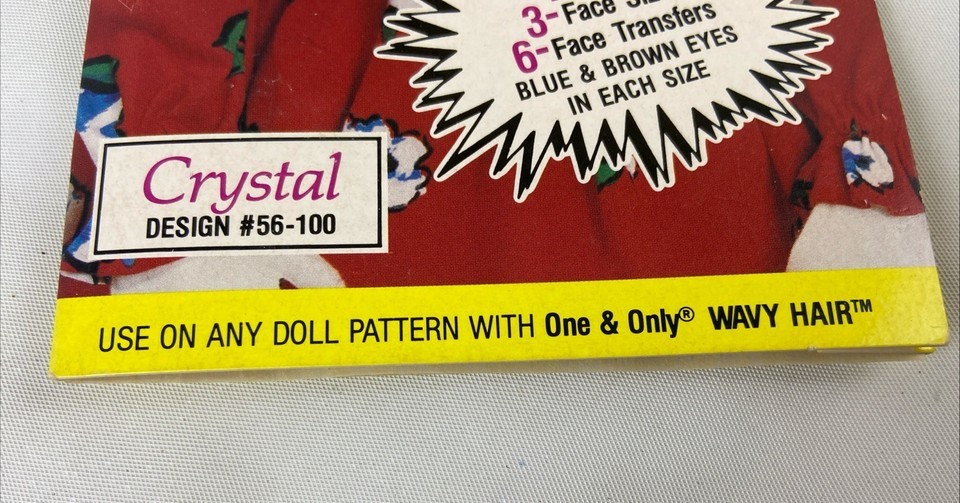 3-Face
6-Face Transfers
BLUE & BROWN EYES
IN EACH SIZE
Crystal
DESIGN #56-100
USE ON ANY DOLL PATTERN WITH One & Only® WAVY HAIR™